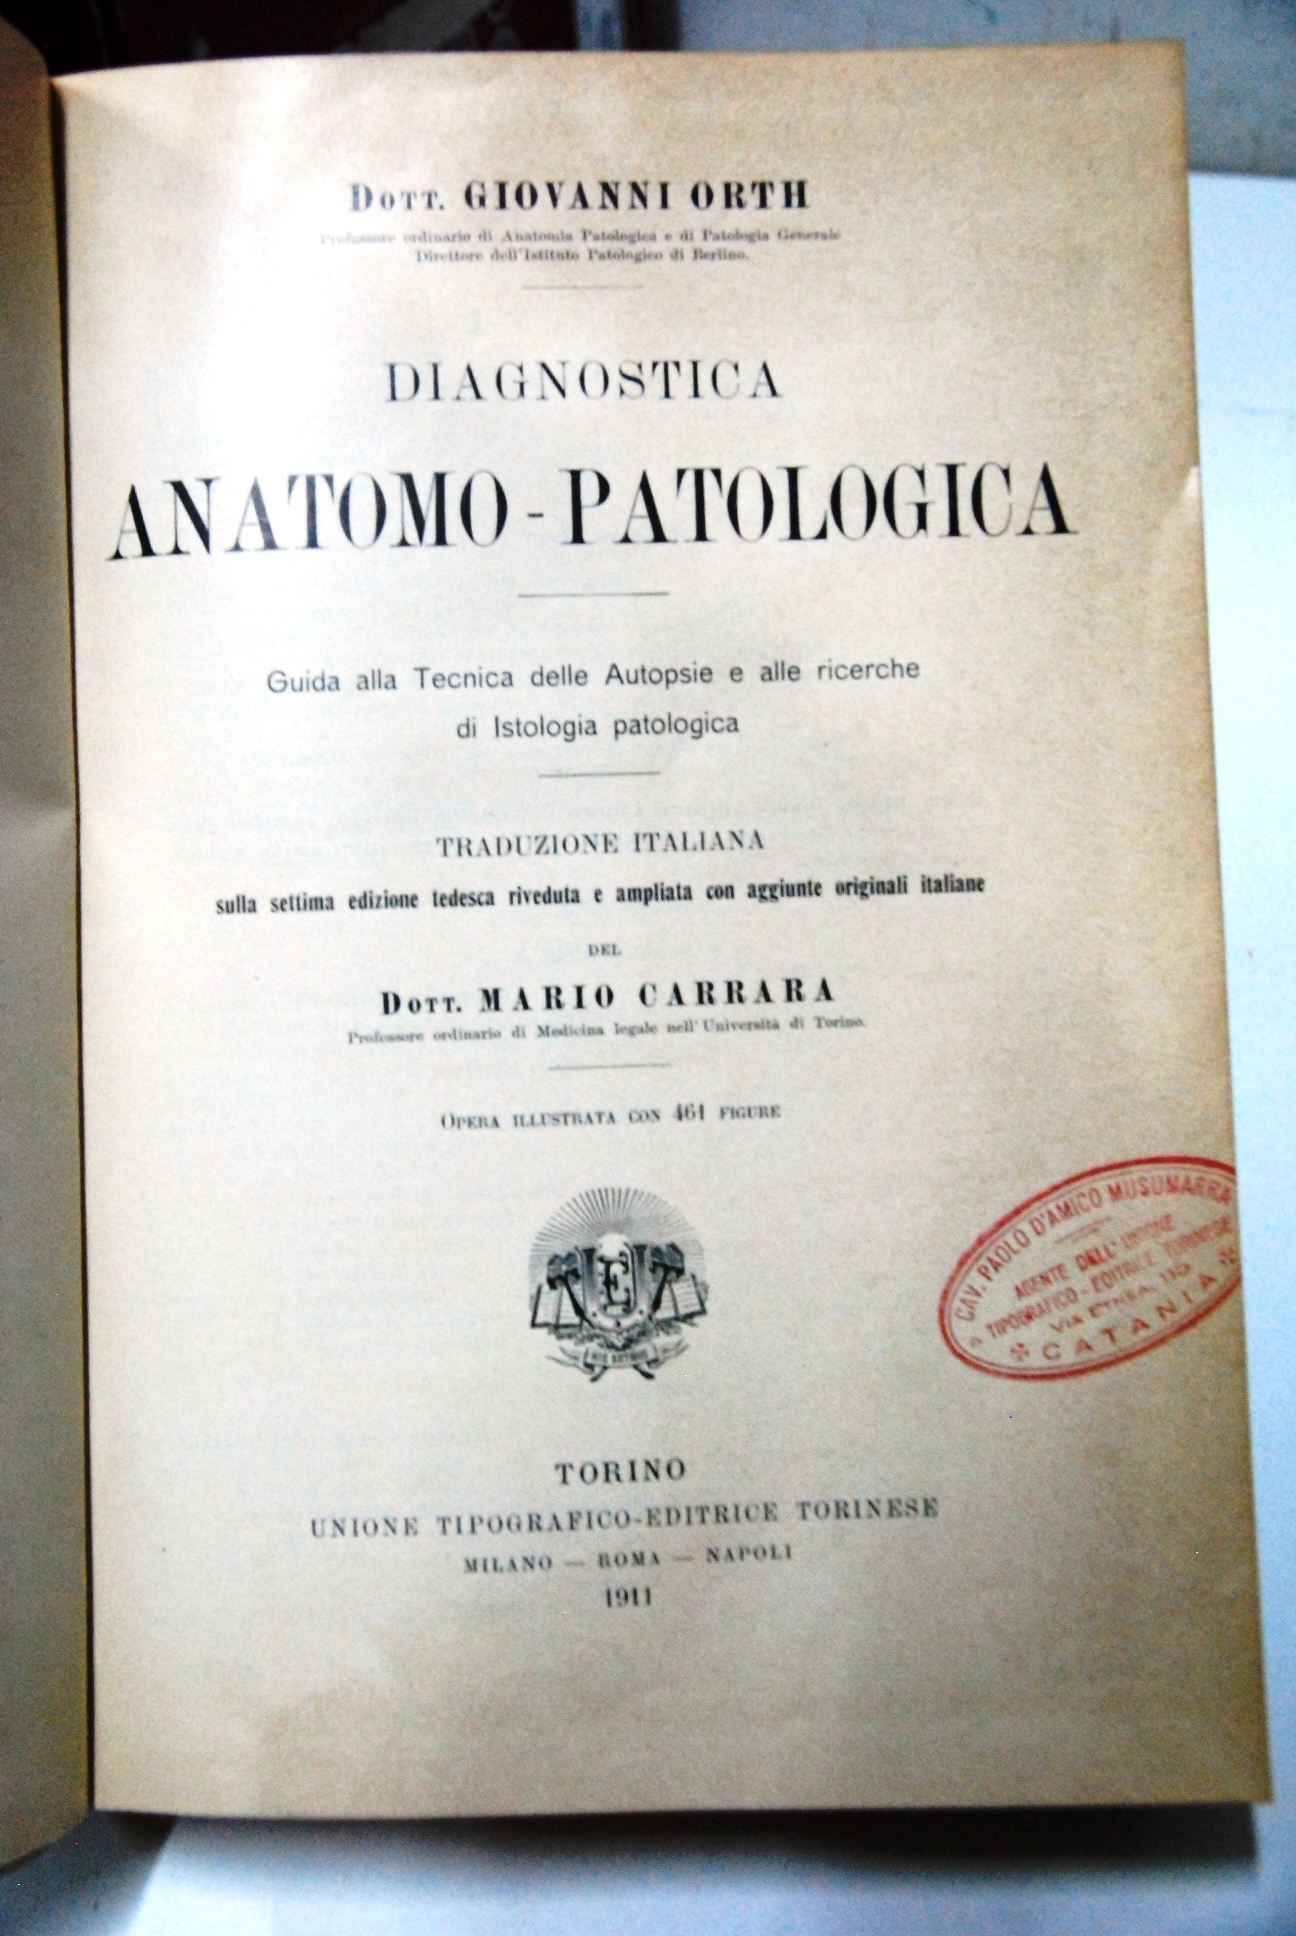 Dott. GIOVANNI ORTH
Professore ordinario di Anatomia Patologica e di Patologia Generale
Direttore dell'Istituto Patologico di Berlino.
DIAGNOSTICA
ANATOMO-PATOLOGICA
Guida alla Tecnica delle Autopsie e alle ricerche
di Istologia patologica
TRADUZIONE ITALIANA
sulla settima edizione tedesca riveduta e ampliata con aggiunte originali italiane
DEL
Dott. MARIO CARRARA
Professore ordinario di Medicina legale nell'Università di Torino.
Opera illustrata con 461 figure
UTE
CAV. PAOLO D'AMICO MUSUMARRA
AGENTE DELL'UNIONE
TIPOGRAFICO-EDITRICE TORINESE
VIA ETNEA, 115
CATANIA
TORINO
UNIONE TIPOGRAFICO-EDITRICE TORINESE
MILANO — ROMA — NAPOLI
1911